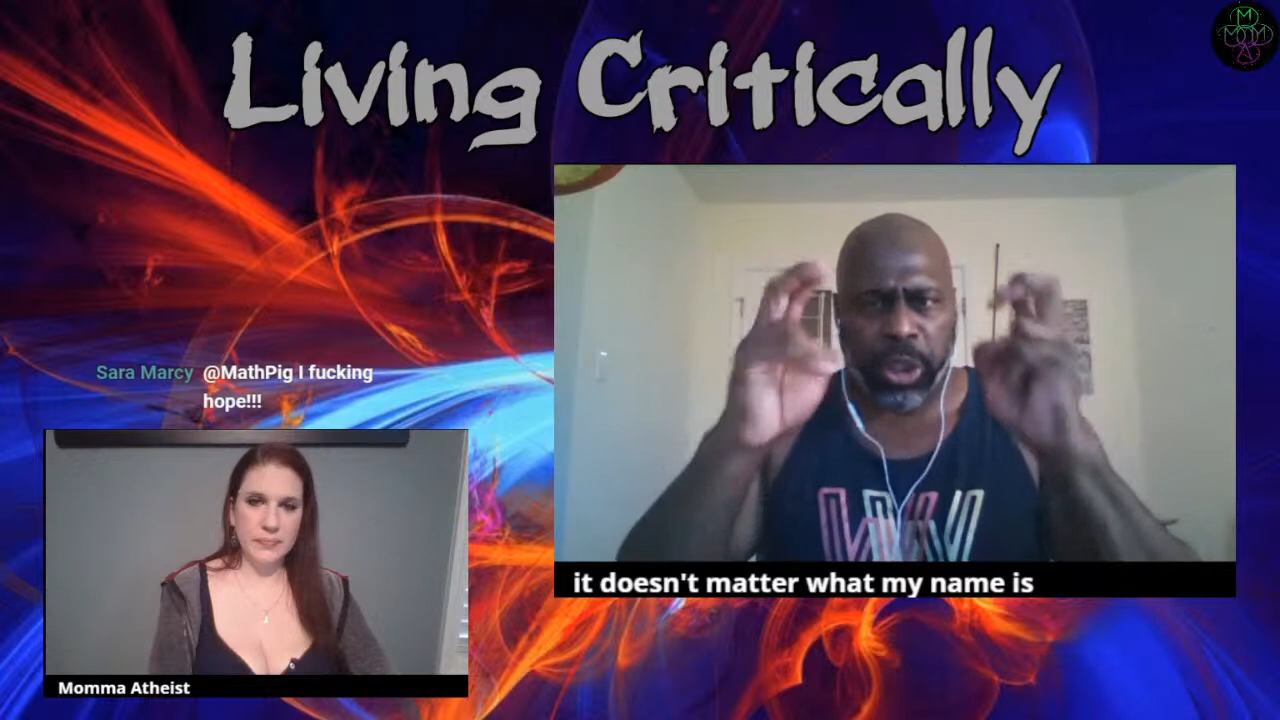 Living Critically
Sara Marcy @MathPig I fucking
hope!!!
it doesn't matter what my name is
Momma Atheist